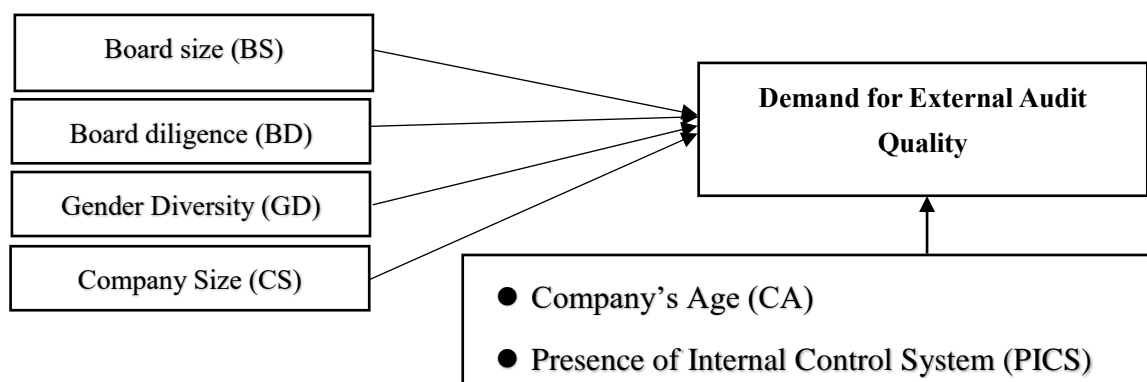 Board size (BS)
Board diligence (BD)
Gender Diversity (GD)
Company Size (CS)
Demand for External Audit
Quality
● Company’s Age (CA)
● Presence of Internal Control System (PICS)